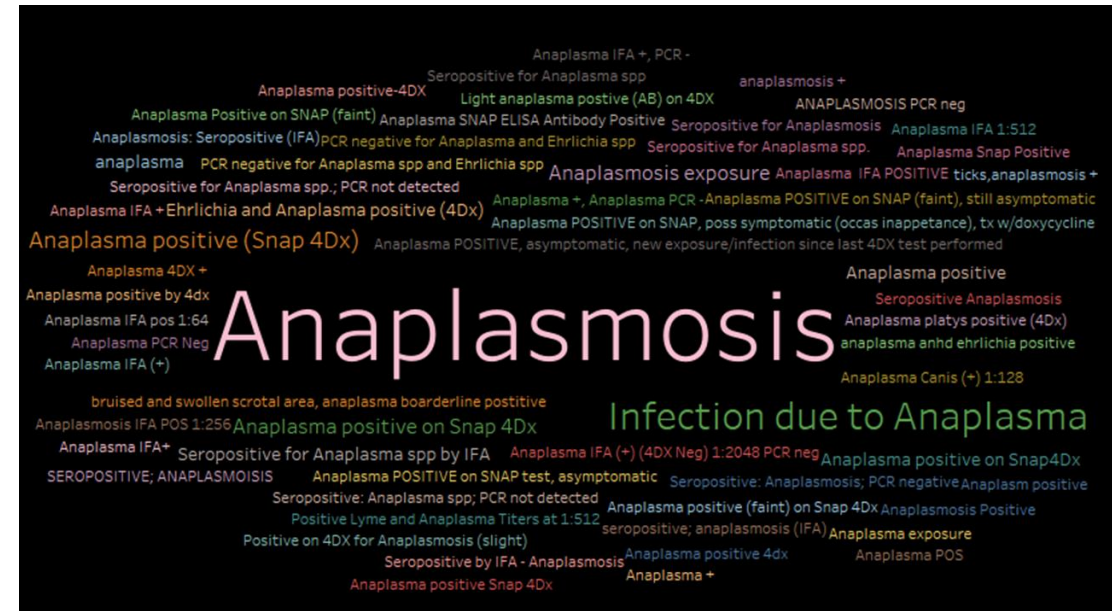 Anaplasma IFA +, PCR -
Seropositive for Anaplasma spp
anaplasmosis +
Anaplasma positive-4DX
Light anaplasma postive (AB) on 4DX
ANAPLASMOSIS PCR neg
Anaplasma Positive on SNAP (faint)
Anaplasma SNAP ELISA Antibody Positive
Seropositive for Anaplasmosis
Anaplasma IFA 1:512
Anaplasmosis: Seropositive (IFA)
PCR negative for Anaplasma and Ehrlichia spp
Seropositive for Anaplasma spp.
Anaplasma Snap Positive
anaplasma
PCR negative for Anaplasma spp and Ehrlichia spp
Anaplasmosis exposure
Anaplasma IFA POSITIVE
ticks,anaplasmosis +
Seropositive for Anaplasma spp.; PCR not detected
Anaplasma IFA +
Ehrlichia and Anaplasma positive (4Dx)
Anaplasma +, Anaplasma PCR -
Anaplasma POSITIVE on SNAP (faint), still asymptomatic
Anaplasma POSITIVE on SNAP, poss symptomatic (occas inappetance), tx w/doxycycline
Anaplasma positive (Snap 4Dx)
Anaplasma POSITIVE, asymptomatic, new exposure/infection since last 4DX test performed
Anaplasma 4DX +
Anaplasma positive
Anaplasma positive by 4dx
Seropositive Anaplasmosis
Anaplasma IFA pos 1:64
Anaplasmosis
Anaplasma platys positive (4Dx)
Anaplasma PCR Neg
anaplasma anhd ehrlichia positive
Anaplasma IFA (+)
Anaplasma Canis (+) 1:128
bruised and swollen scrotal area, anaplasma boarderline postitive
Infection due to Anaplasma
Anaplasmosis IFA POS 1:256
Anaplasma positive on Snap 4Dx
Anaplasma IFA+
Seropositive for Anaplasma spp by IFA
Anaplasma IFA (+) (4DX Neg) 1:2048 PCR neg
Anaplasma positive on Snap4Dx
SEROPOSITIVE; ANAPLASMOISIS
Anaplasma POSITIVE on SNAP test, asymptomatic
Seropositive: Anaplasmosis; PCR negative
Anaplasm positive
Seropositive: Anaplasma spp; PCR not detected
Anaplasma positive (faint) on Snap 4Dx
Anaplasmosis Positive
Positive Lyme and Anaplasma Titers at 1:512
seropositive; anaplasmosis (IFA)
Anaplasma exposure
Positive on 4DX for Anaplasmosis (slight)
Anaplasma positive 4dx
Anaplasma POS
Seropositive by IFA - Anaplasmosis
Anaplasma +
Anaplasma positive Snap 4Dx